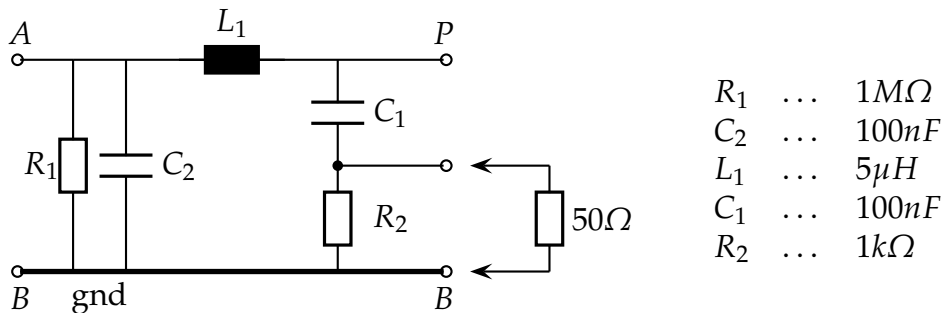 A
L₁
P
C₁
R₁
C₂
R₂
50Ω
B
gnd
B
R₁ ... 1MΩ
C₂ ... 100nF
L₁ ... 5μH
C₁ ... 100nF
R₂ ... 1kΩ